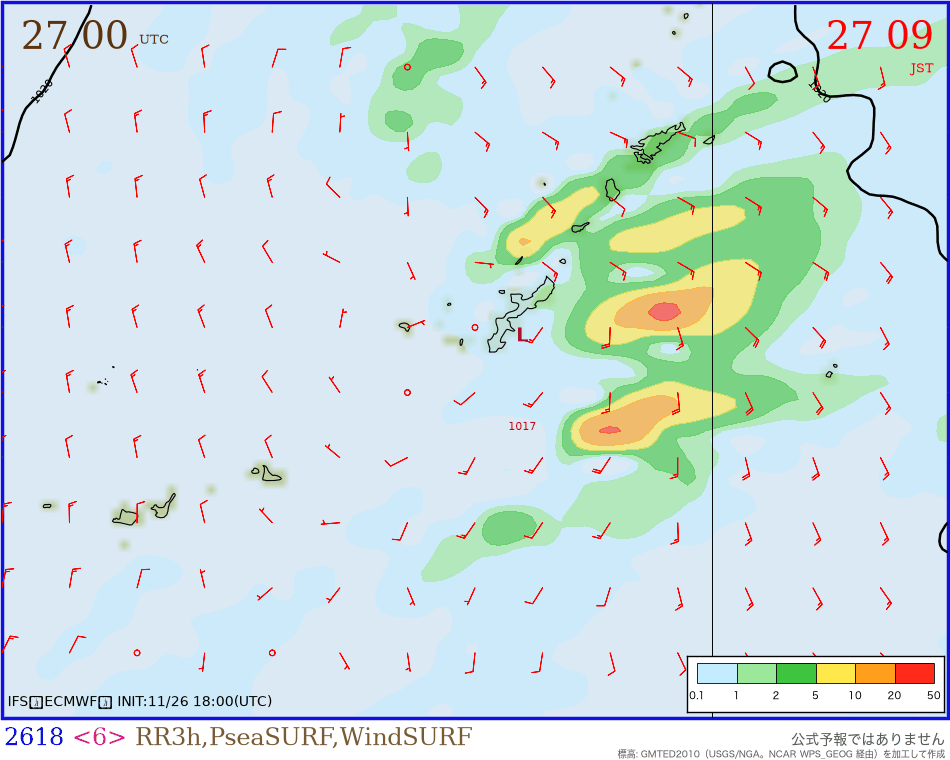 27 00 UTC
27 09
JST
1020
1020
L
1017
IFS ECMWF INIT:11/26 18:00(UTC)
0.1 1 2 5 10 20 50
2618 <6> RR3h,PseaSURF,WindSURF
公式予報ではありません
標高: GMTED2010（USGS/NGA。NCAR WPS_GEOG 経由）を加工して作成